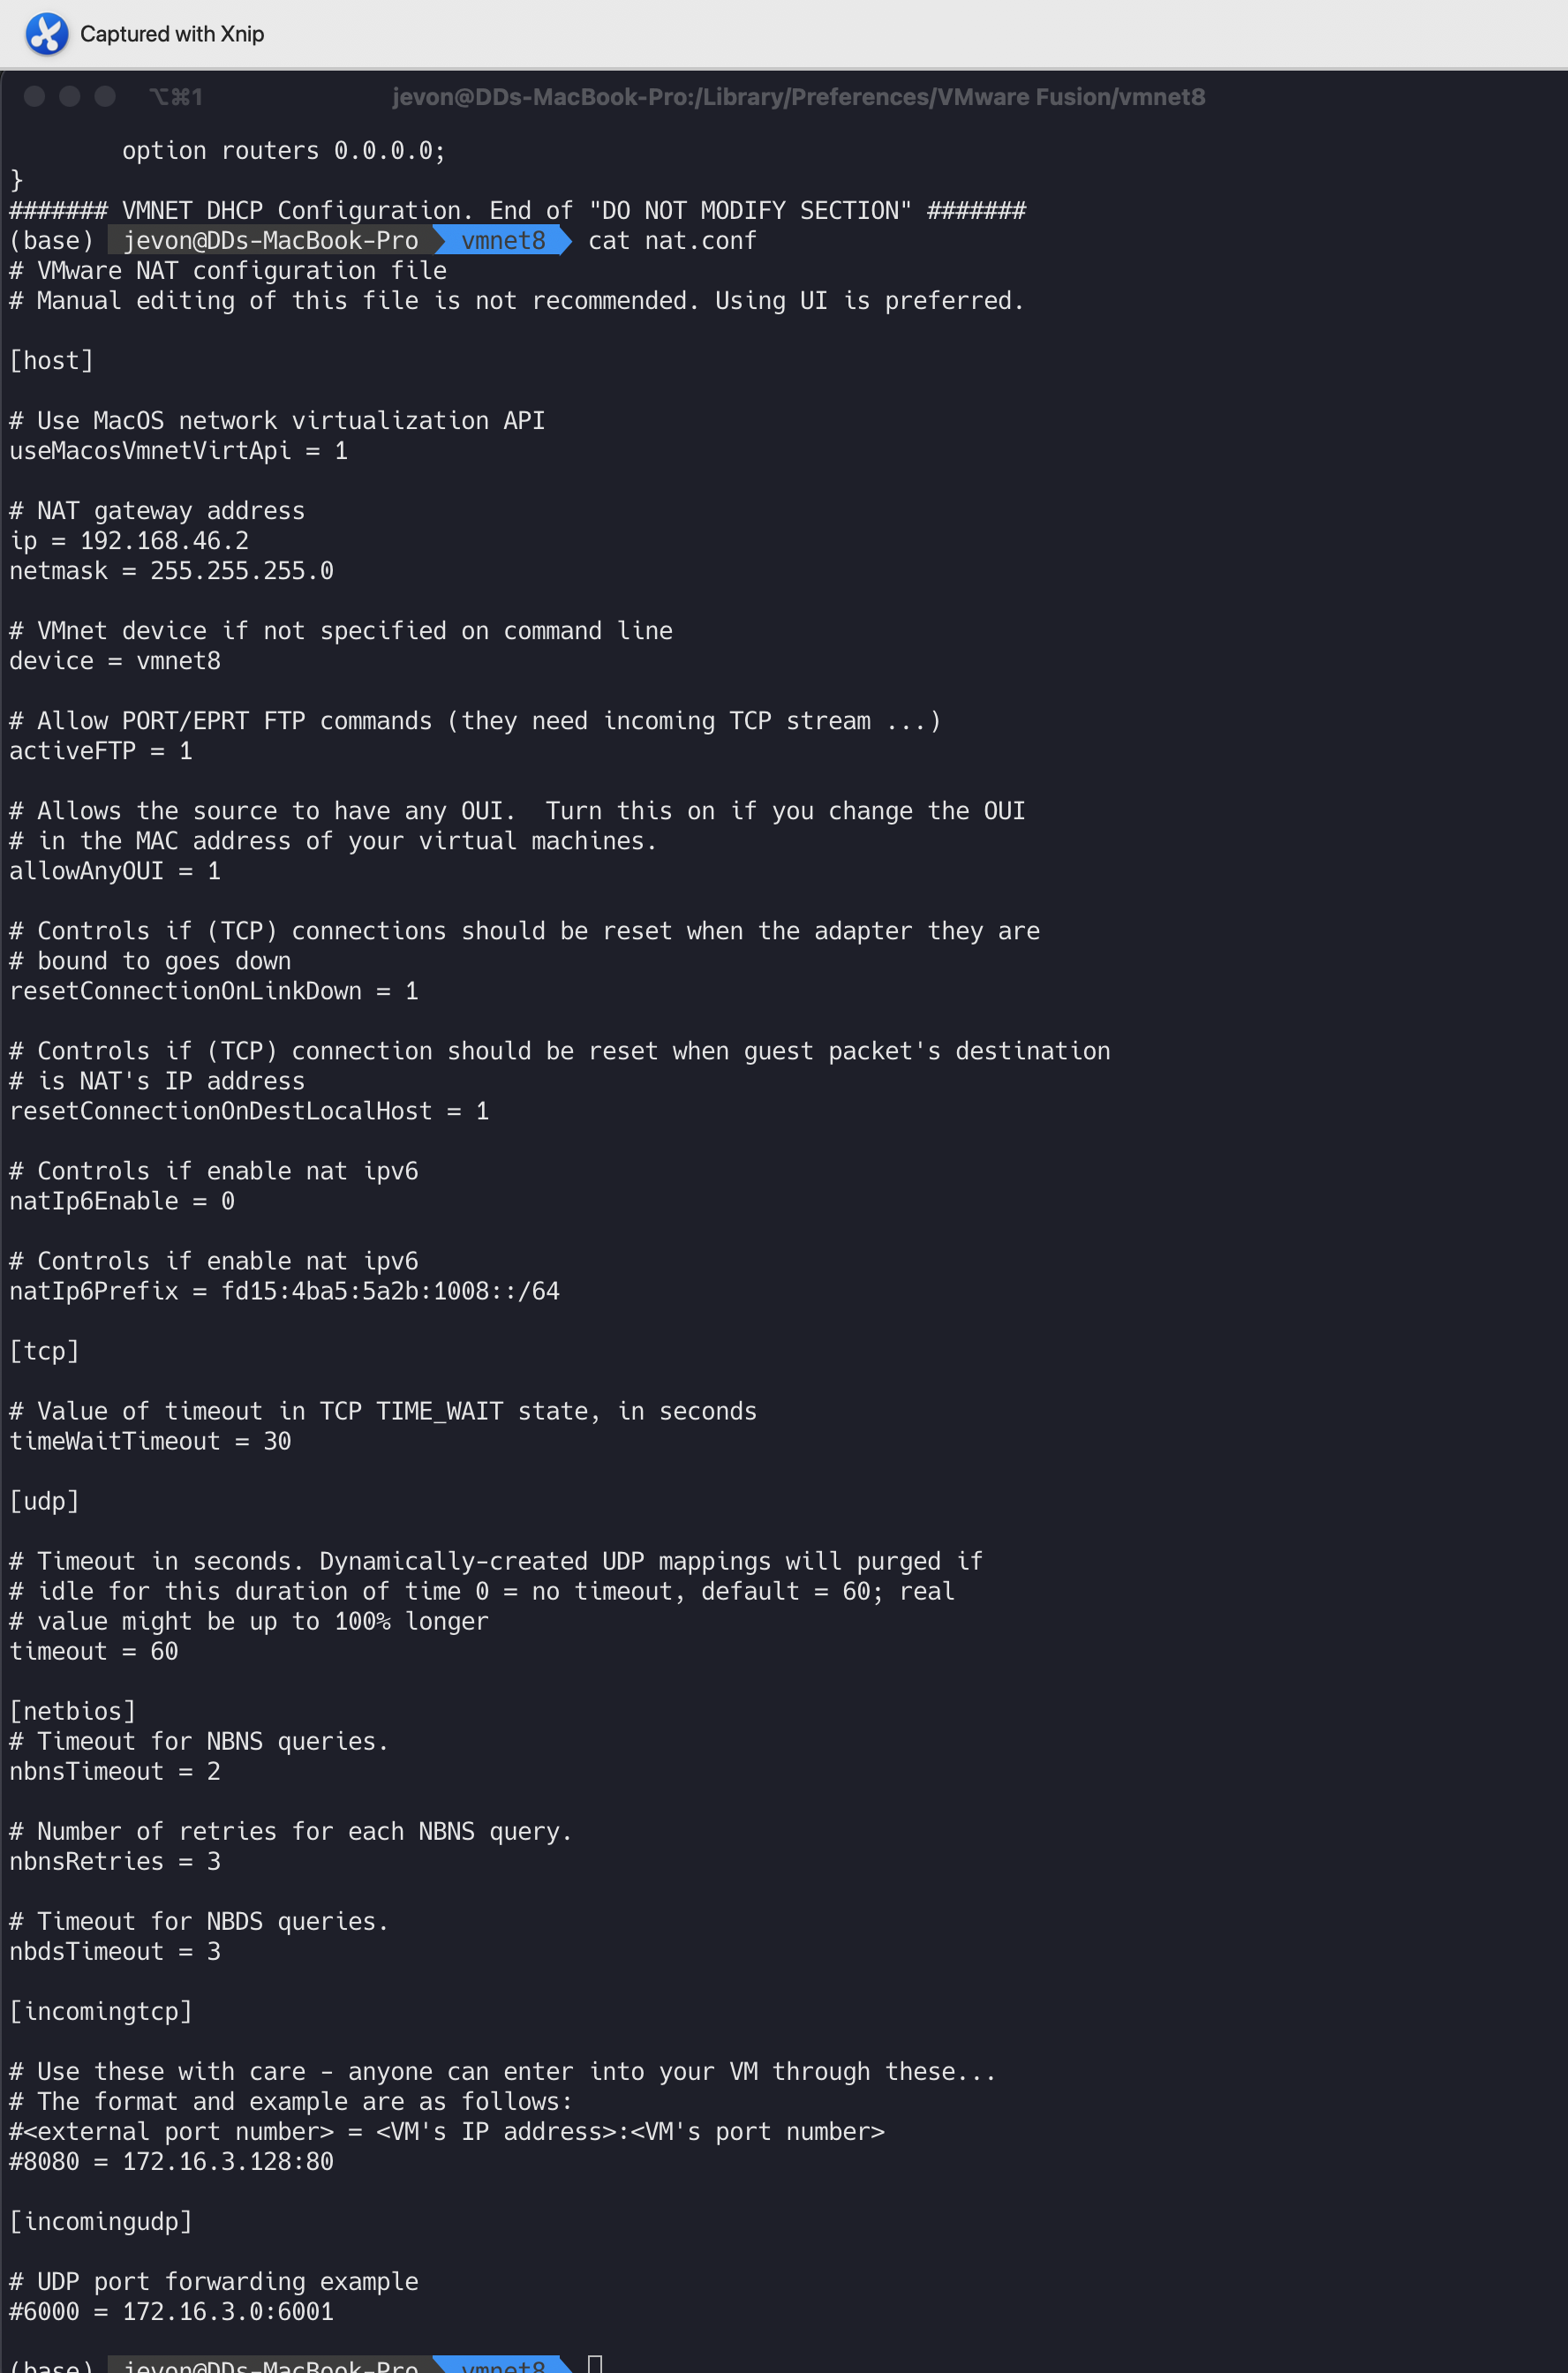 Captured with Xnip
⌥⌘1 jevon@DDs-MacBook-Pro:/Library/Preferences/VMware Fusion/vmnet8
option routers 0.0.0.0;
}
####### VMNET DHCP Configuration. End of "DO NOT MODIFY SECTION" #######
(base) jevon@DDs-MacBook-Pro vmnet8 cat nat.conf
# VMware NAT configuration file
# Manual editing of this file is not recommended. Using UI is preferred.
[host]
# Use MacOS network virtualization API
useMacosVmnetVirtApi = 1
# NAT gateway address
ip = 192.168.46.2
netmask = 255.255.255.0
# VMnet device if not specified on command line
device = vmnet8
# Allow PORT/EPRT FTP commands (they need incoming TCP stream ...)
activeFTP = 1
# Allows the source to have any OUI.  Turn this on if you change the OUI
# in the MAC address of your virtual machines.
allowAnyOUI = 1
# Controls if (TCP) connections should be reset when the adapter they are
# bound to goes down
resetConnectionOnLinkDown = 1
# Controls if (TCP) connection should be reset when guest packet's destination
# is NAT's IP address
resetConnectionOnDestLocalHost = 1
# Controls if enable nat ipv6
natIp6Enable = 0
# Controls if enable nat ipv6
natIp6Prefix = fd15:4ba5:5a2b:1008::/64
[tcp]
# Value of timeout in TCP TIME_WAIT state, in seconds
timeWaitTimeout = 30
[udp]
# Timeout in seconds. Dynamically-created UDP mappings will purged if
# idle for this duration of time 0 = no timeout, default = 60; real
# value might be up to 100% longer
timeout = 60
[netbios]
# Timeout for NBNS queries.
nbnsTimeout = 2
# Number of retries for each NBNS query.
nbnsRetries = 3
# Timeout for NBDS queries.
nbdsTimeout = 3
[incomingtcp]
# Use these with care - anyone can enter into your VM through these...
# The format and example are as follows:
#<external port number> = <VM's IP address>:<VM's port number>
#8080 = 172.16.3.128:80
[incomingudp]
# UDP port forwarding example
#6000 = 172.16.3.0:6001
(base) jevon@DDs-MacBook-Pro vmnet8